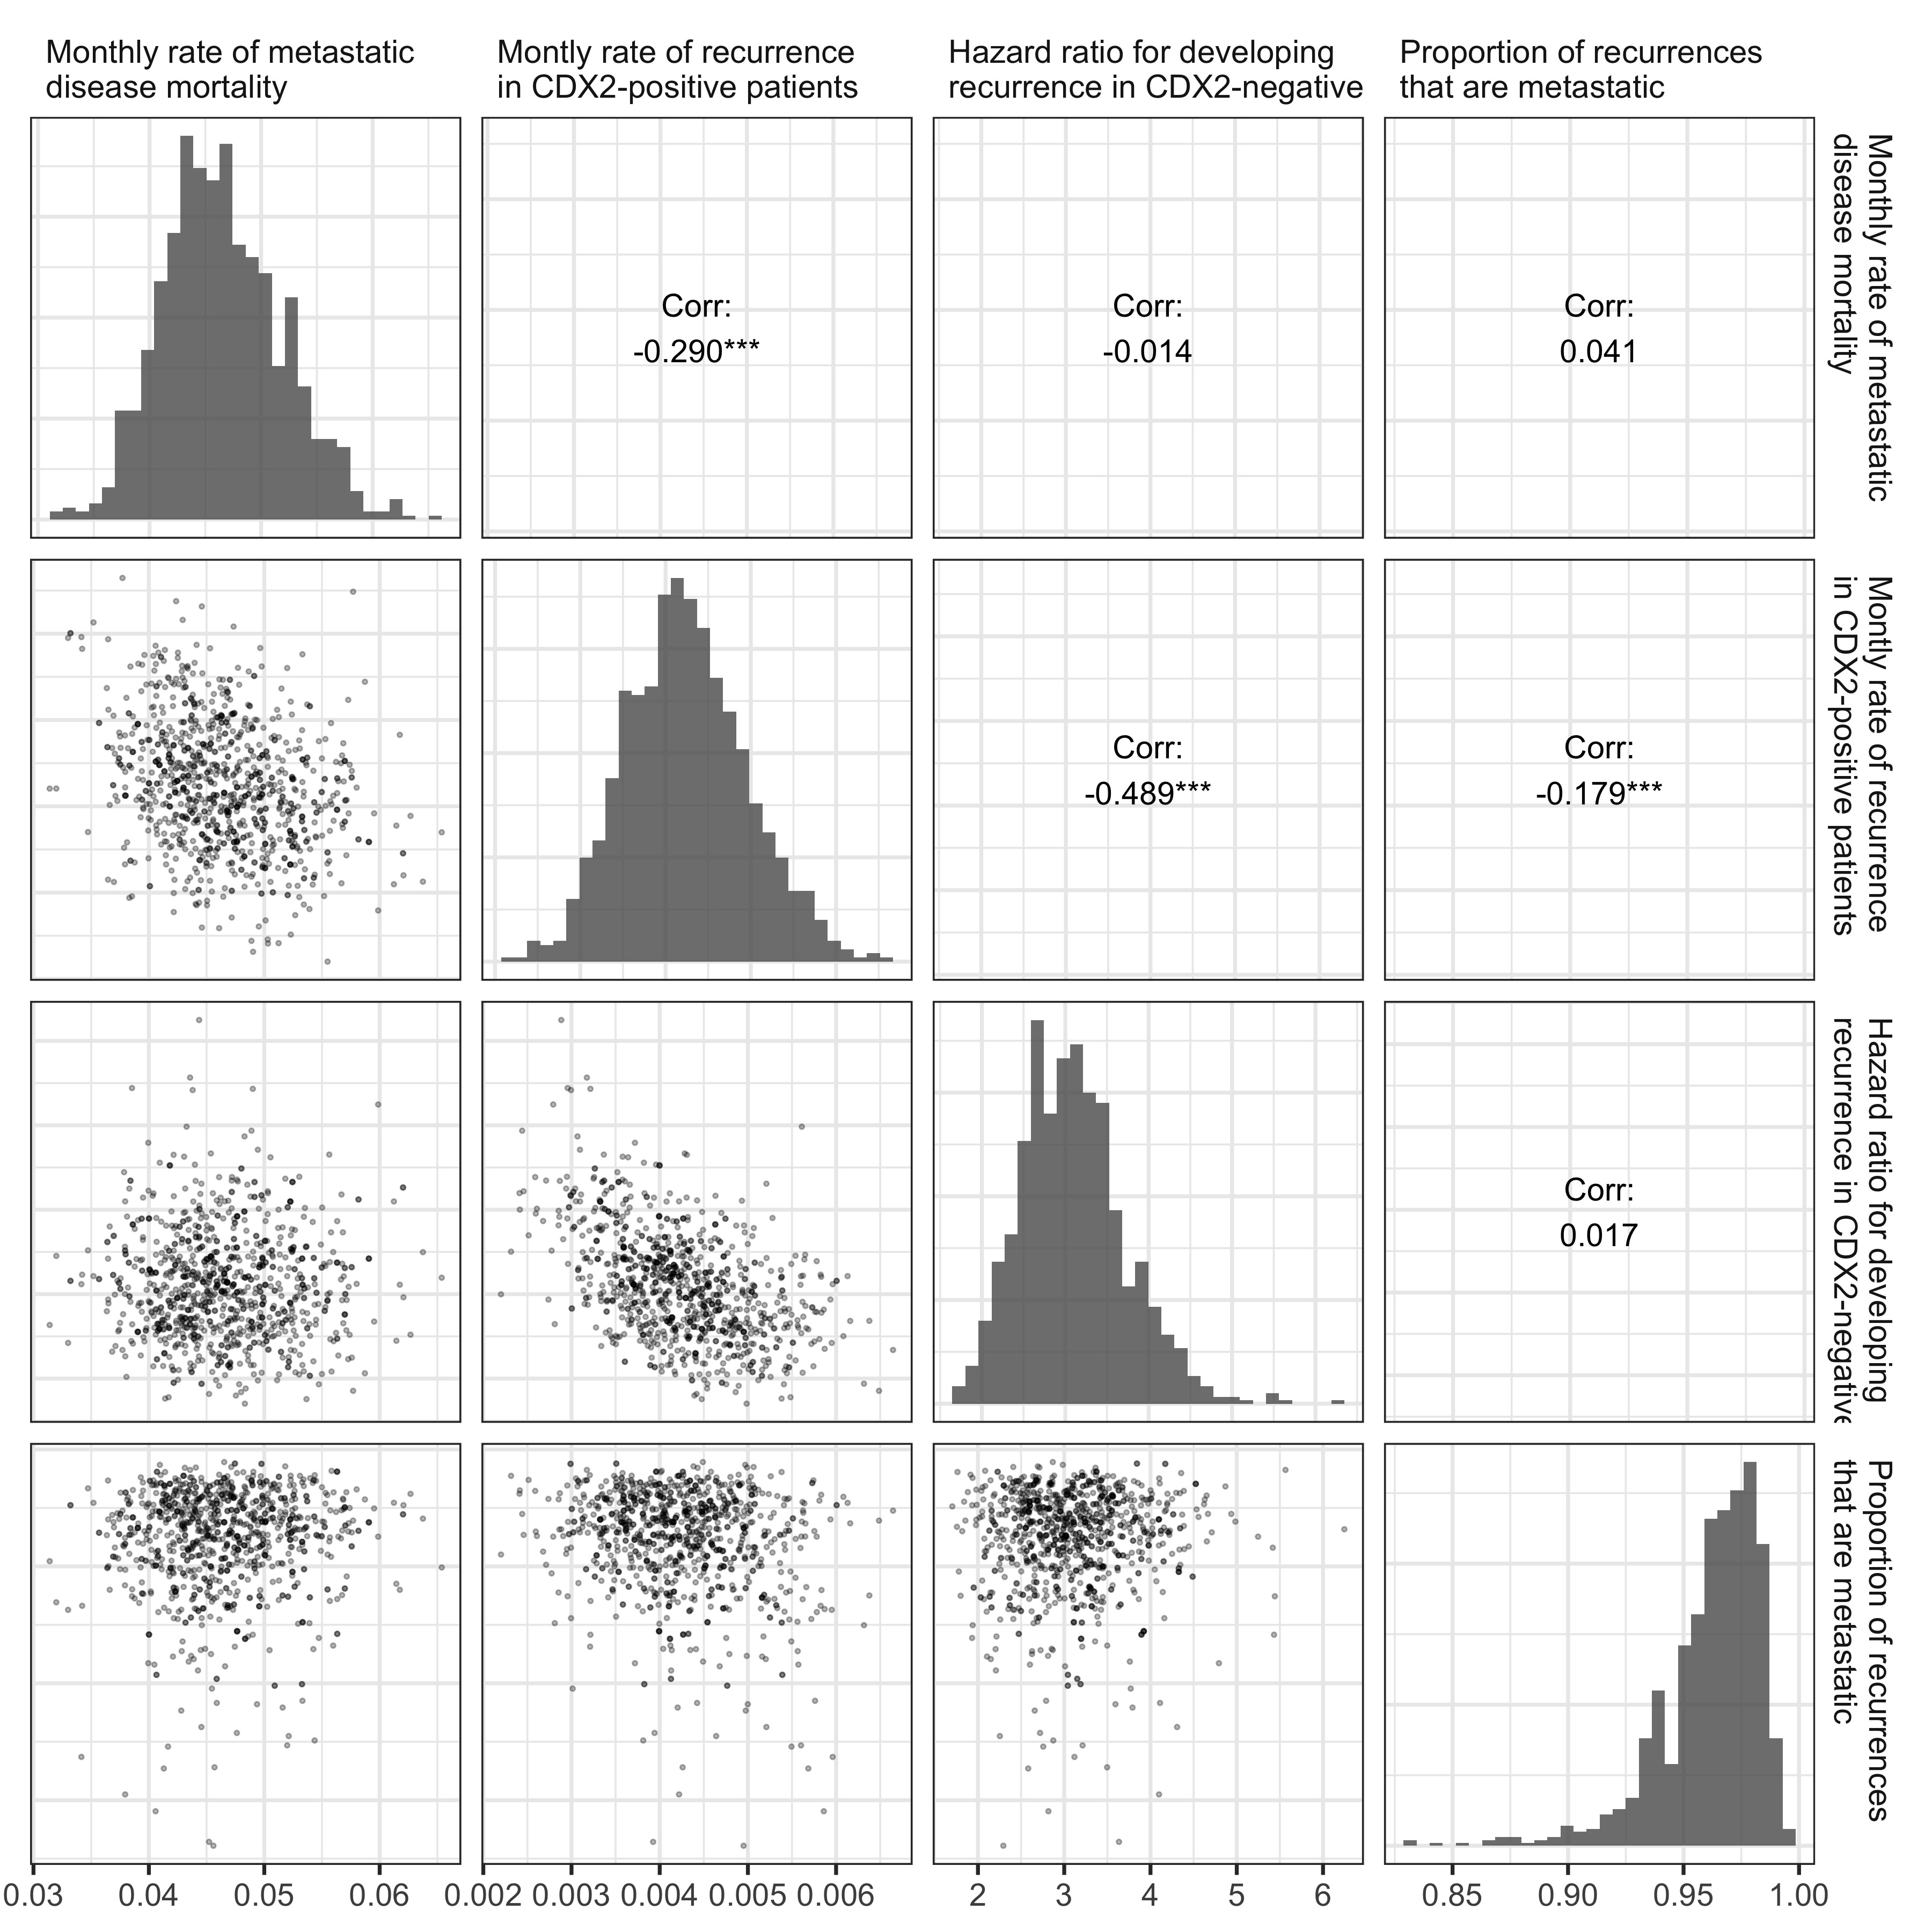 Monthly rate of metastatic
disease mortality
Montly rate of recurrence
in CDX2-positive patients
Hazard ratio for developing
recurrence in CDX2-negative
Proportion of recurrences
that are metastatic
Corr:
-0.290***
Corr:
-0.014
Corr:
0.041
Monthly rate of metastatic
disease mortality
Corr:
-0.489***
Corr:
-0.179***
Montly rate of recurrence
in CDX2-positive patients
Corr:
0.017
Hazard ratio for developing
recurrence in CDX2-negative
Proportion of recurrences
that are metastatic
0.03 0.04 0.05 0.06 0.002 0.003 0.004 0.005 0.006 2 3 4 5 6 0.85 0.90 0.95 1.00